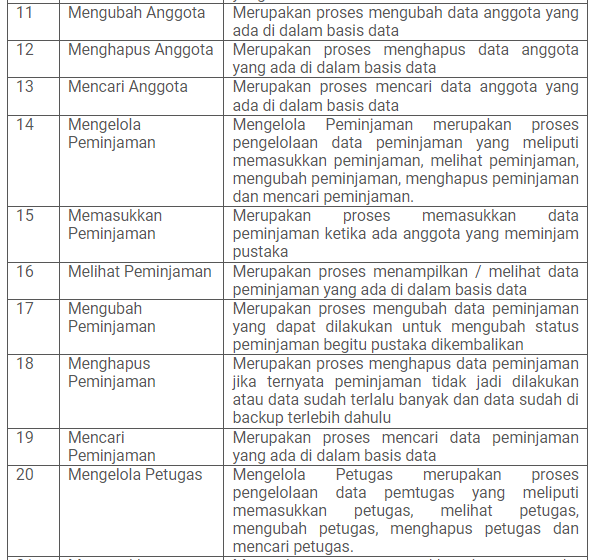 11 Mengubah Anggota Merupakan proses mengubah data anggota yang
ada di dalam basis data
12 Menghapus Anggota Merupakan proses menghapus data anggota
yang ada di dalam basis data
13 Mencari Anggota Merupakan proses mencari data anggota yang
ada di dalam basis data
14 Mengelola Mengelola Peminjaman merupakan proses
Peminjaman pengelolaan data peminjaman yang meliputi
memasukkan peminjaman, melihat peminjaman,
mengubah peminjaman, menghapus peminjaman
dan mencari peminjaman.
15 Memasukkan Merupakan proses memasukkan data
Peminjaman peminjaman ketika ada anggota yang meminjam
pustaka
16 Melihat Peminjaman Merupakan proses menampilkan / melihat data
peminjaman yang ada di dalam basis data
17 Mengubah Merupakan proses mengubah data peminjaman
Peminjaman yang dapat dilakukan untuk mengubah status
peminjaman begitu pustaka dikembalikan
18 Menghapus Merupakan proses menghapus data peminjaman
Peminjaman jika ternyata peminjaman tidak jadi dilakukan
atau data sudah terlalu banyak dan data sudah di
backup terlebih dahulu
19 Mencari Merupakan proses mencari data peminjaman
Peminjaman yang ada di dalam basis data
20 Mengelola Petugas Mengelola Petugas merupakan proses
pengelolaan data pemtugas yang meliputi
memasukkan petugas, melihat petugas,
mengubah petugas, menghapus petugas dan
mencari petugas.